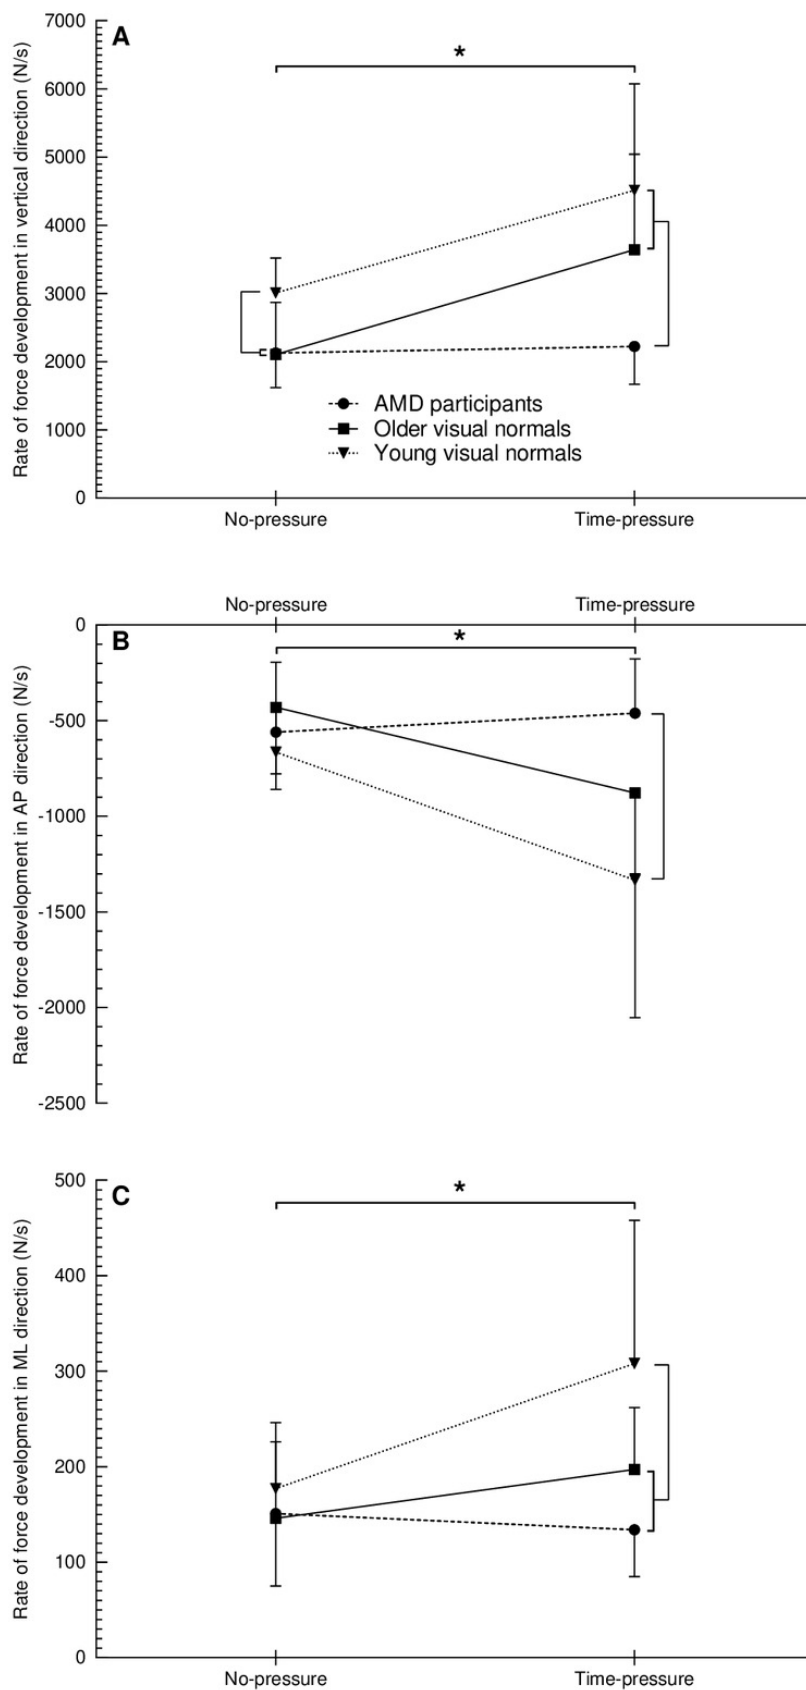 A
*
Rate of force development in vertical direction (N/s)
7000
6000
5000
4000
3000
2000
1000
0
AMD participants
Older visual normals
Young visual normals
No-pressure Time-pressure
No-pressure Time-pressure
B
*
Rate of force development in AP direction (N/s)
0
-500
-1000
-1500
-2000
-2500
C
*
Rate of force development in ML direction (N/s)
500
400
300
200
100
0
No-pressure Time-pressure